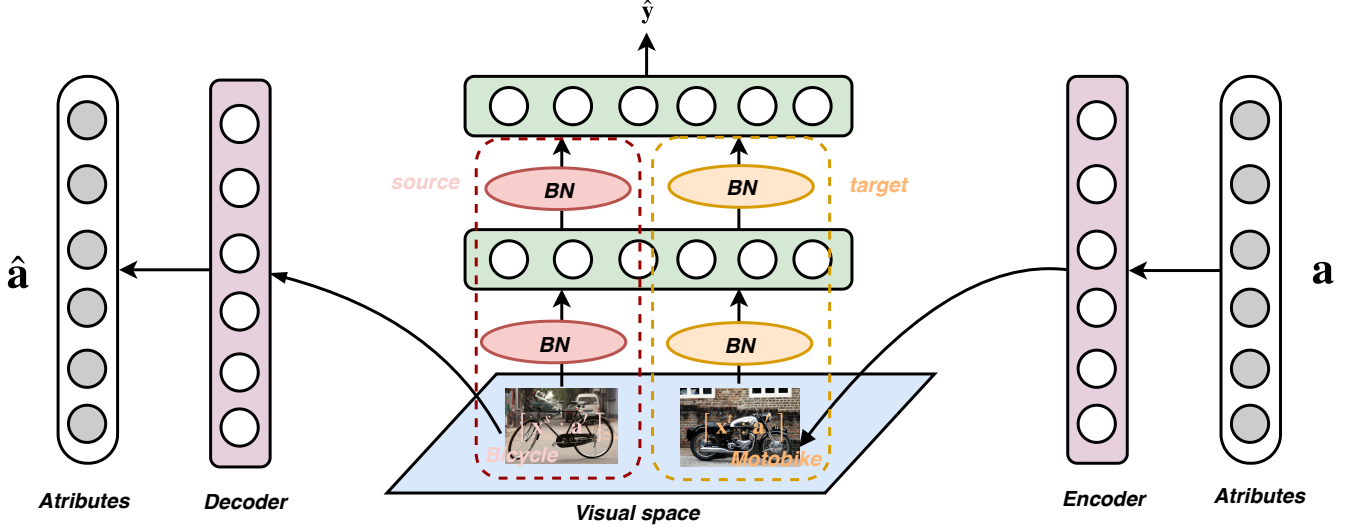 ŷ
source
BN
BN
target
â
a
BN
BN
[x^s, a^s]
[x^t, a^t]
Bicycle
Motobike
Atributes
Decoder
Visual space
Encoder
Atributes